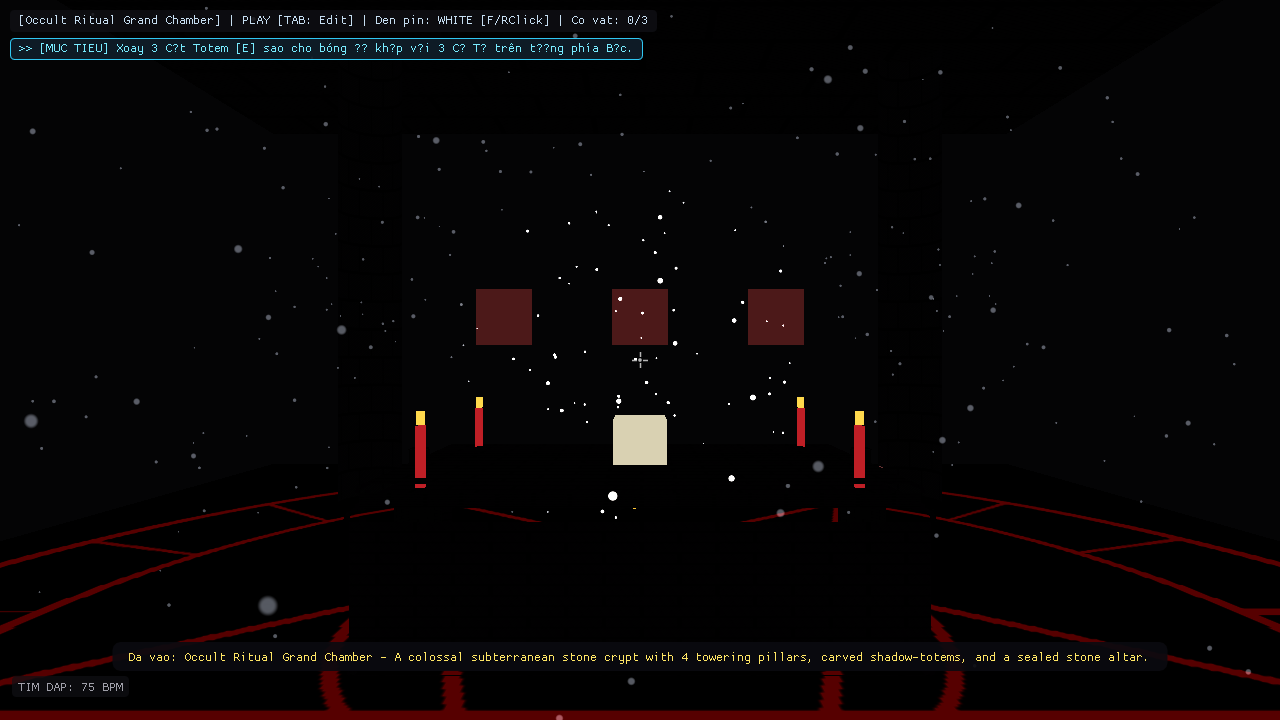 [Occult Ritual Grand Chamber] | PLAY [TAB: Edit] | Den pin: WHITE [F/RClick] | Co vat: 0/3
>> [MUC TIEU] Xoay 3 C?t Totem [E] sao cho bóng ?? kh?p v?i 3 C? T? trên t??ng phía B?c.
Da vao: Occult Ritual Grand Chamber - A colossal subterranean stone crypt with 4 towering pillars, carved shadow-totems, and a sealed stone altar.
TIM DAP: 75 BPM